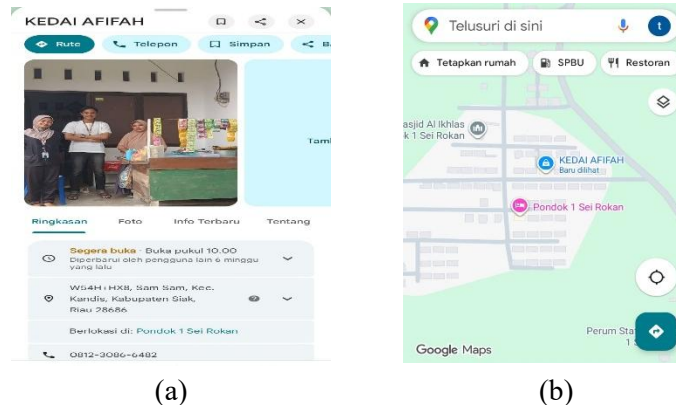 KEDAI AFIFAH
Rute Telepon Simpan
Ringkasan Foto Info Terbaru Tentang
Segera buka · Buka pukul 10.00
Diperbarui oleh pengguna lain 6 minggu
yang lalu
W54H+HX8, Sam Sam, Kec.
Kandis, Kabupaten Siak,
Riau 28686
Berlokasi di: Pondok 1 Sei Rokan
0812-3086-6482
(a)
Telusuri di sini t
Tetapkan rumah SPBU Restoran
asjid Al Ikhlas
k 1 Sei Rokan
KEDAI AFIFAH
Baru dilihat
Pondok 1 Sei Rokan
Perum Sta
1
Google Maps
(b)